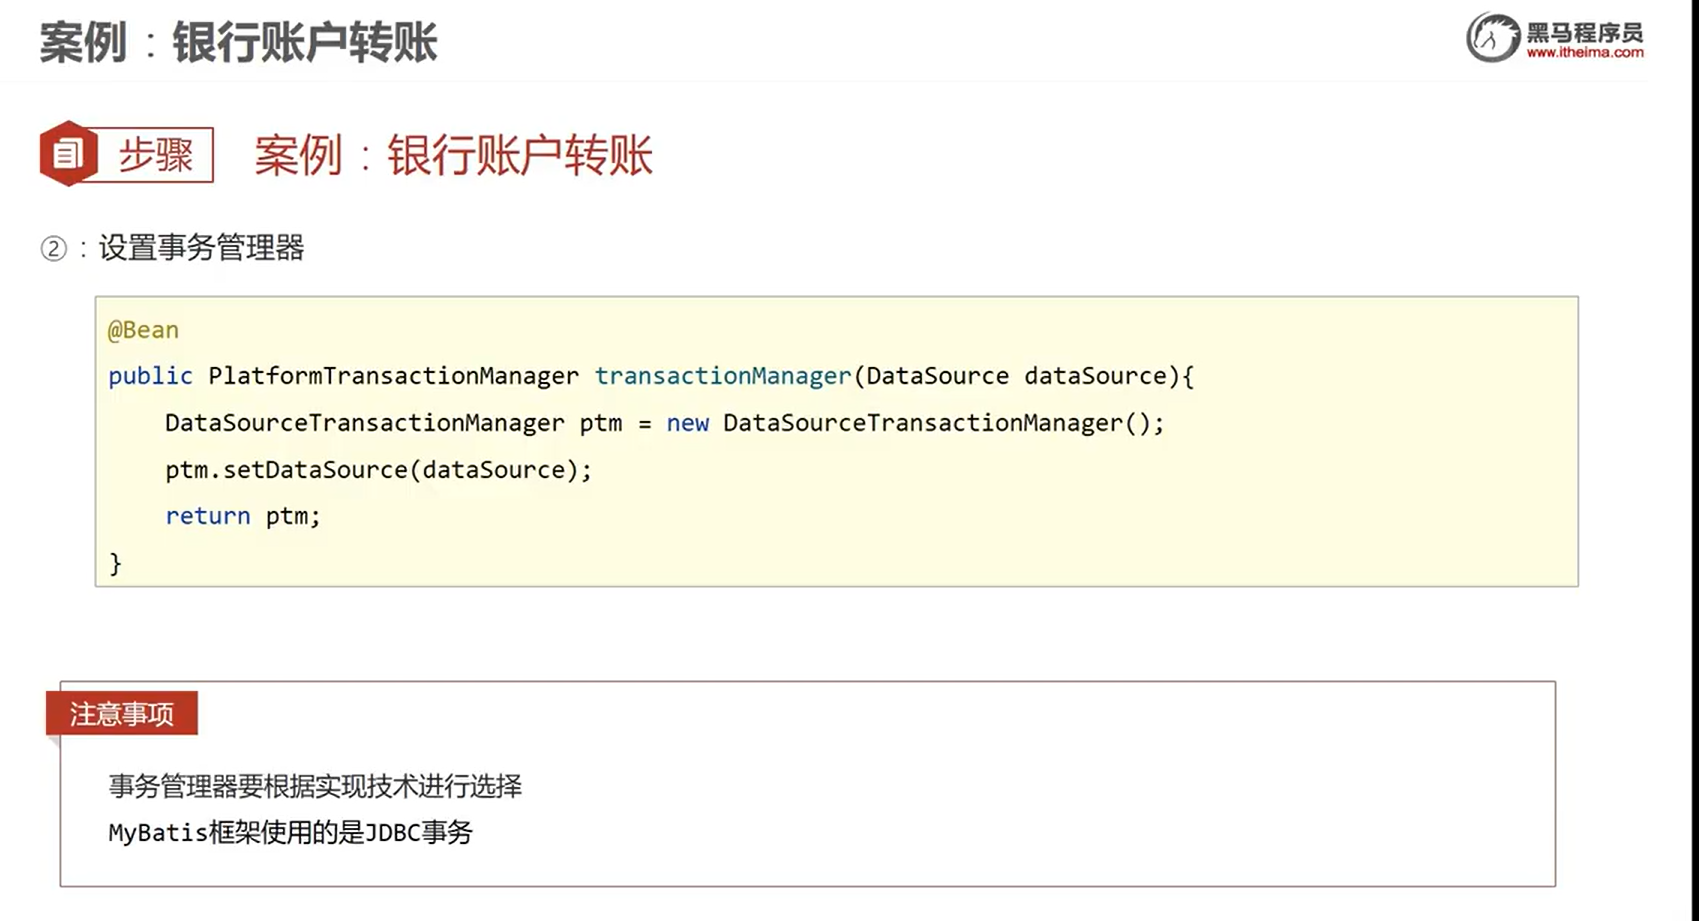 案例：银行账户转账
黑马程序员
www.itheima.com
步骤
案例：银行账户转账
②：设置事务管理器
@Bean
public PlatformTransactionManager transactionManager(DataSource dataSource){
    DataSourceTransactionManager ptm = new DataSourceTransactionManager();
    ptm.setDataSource(dataSource);
    return ptm;
}
注意事项
事务管理器要根据实现技术进行选择
MyBatis框架使用的是JDBC事务